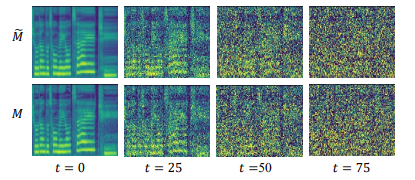 M̃
M
t = 0 t = 25 t =50 t = 75